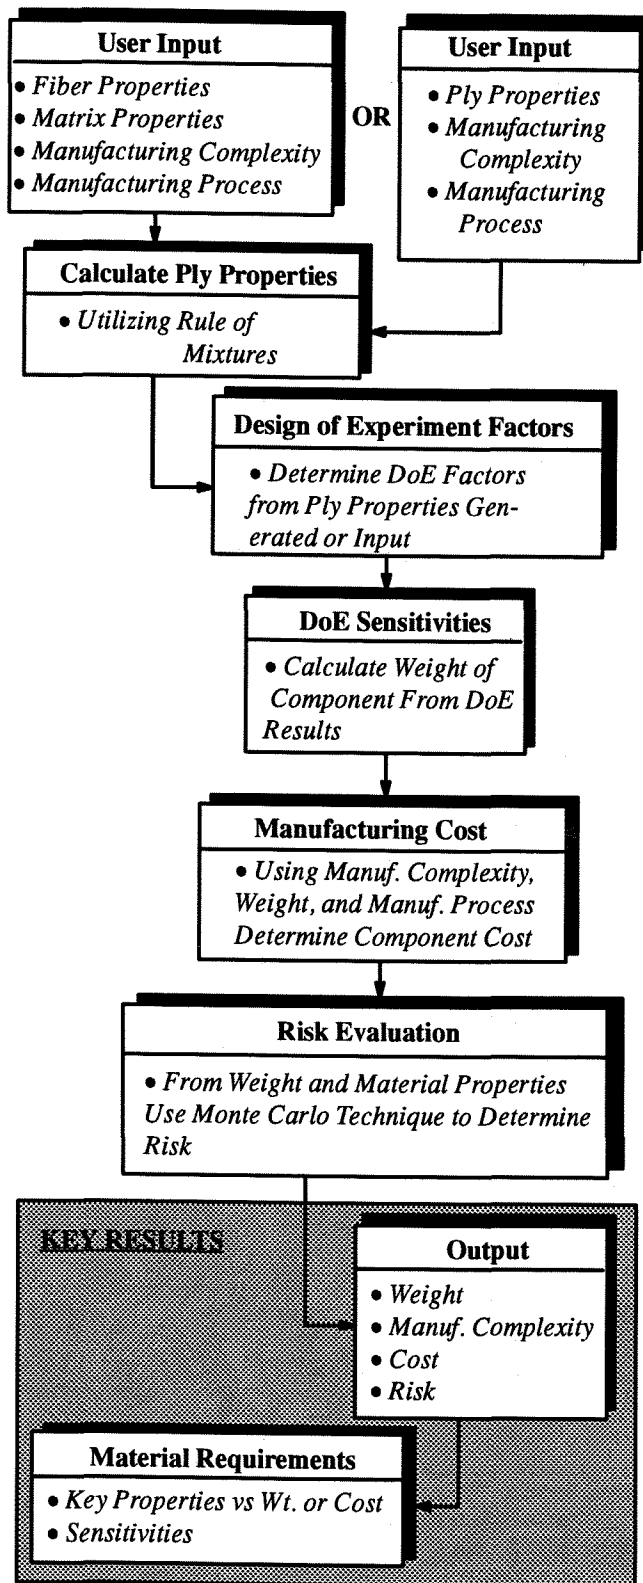 User Input
• Fiber Properties
• Matrix Properties
• Manufacturing Complexity
• Manufacturing Process
OR
User Input
• Ply Properties
• Manufacturing
Complexity
• Manufacturing
Process
Calculate Ply Properties
• Utilizing Rule of
Mixtures
Design of Experiment Factors
• Determine DoE Factors
from Ply Properties Gen-
erated or Input
DoE Sensitivities
• Calculate Weight of
Component From DoE
Results
Manufacturing Cost
• Using Manuf. Complexity,
Weight, and Manuf. Process
Determine Component Cost
Risk Evaluation
• From Weight and Material Properties
Use Monte Carlo Technique to Determine
Risk
KEY RESULTS
Output
• Weight
• Manuf. Complexity
• Cost
• Risk
Material Requirements
• Key Properties vs Wt. or Cost
• Sensitivities